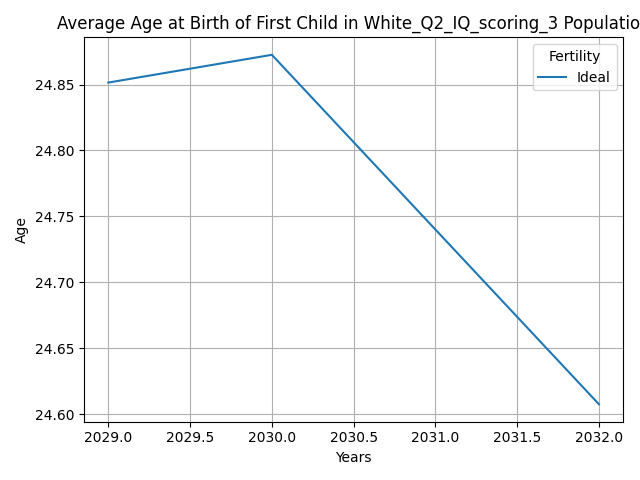 Average Age at Birth of First Child in White_Q2_IQ_scoring_3 Populatio
Fertility
Ideal
24.85
24.80
24.75
24.70
24.65
24.60
Age
2029.0 2029.5 2030.0 2030.5 2031.0 2031.5 2032.0
Years